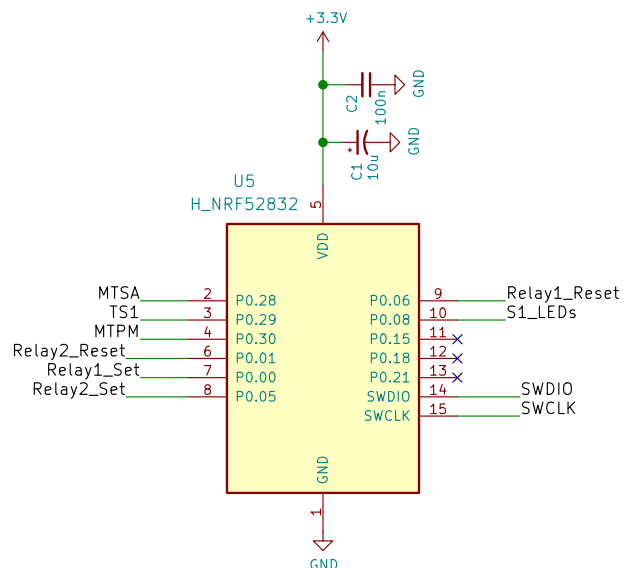 +3.3V
C2
100n
GND
C1
10u
GND
+
U5
H_NRF52832
5
VDD
MTSA 2 P0.28
TS1 3 P0.29
MTPM 4 P0.30
Relay2_Reset 6 P0.01
Relay1_Set 7 P0.00
Relay2_Set 8 P0.05
P0.06 9 Relay1_Reset
P0.08 10 S1_LEDs
P0.15 11
P0.18 12
P0.21 13
SWDIO 14 SWDIO
SWCLK 15 SWCLK
GND
1
GND